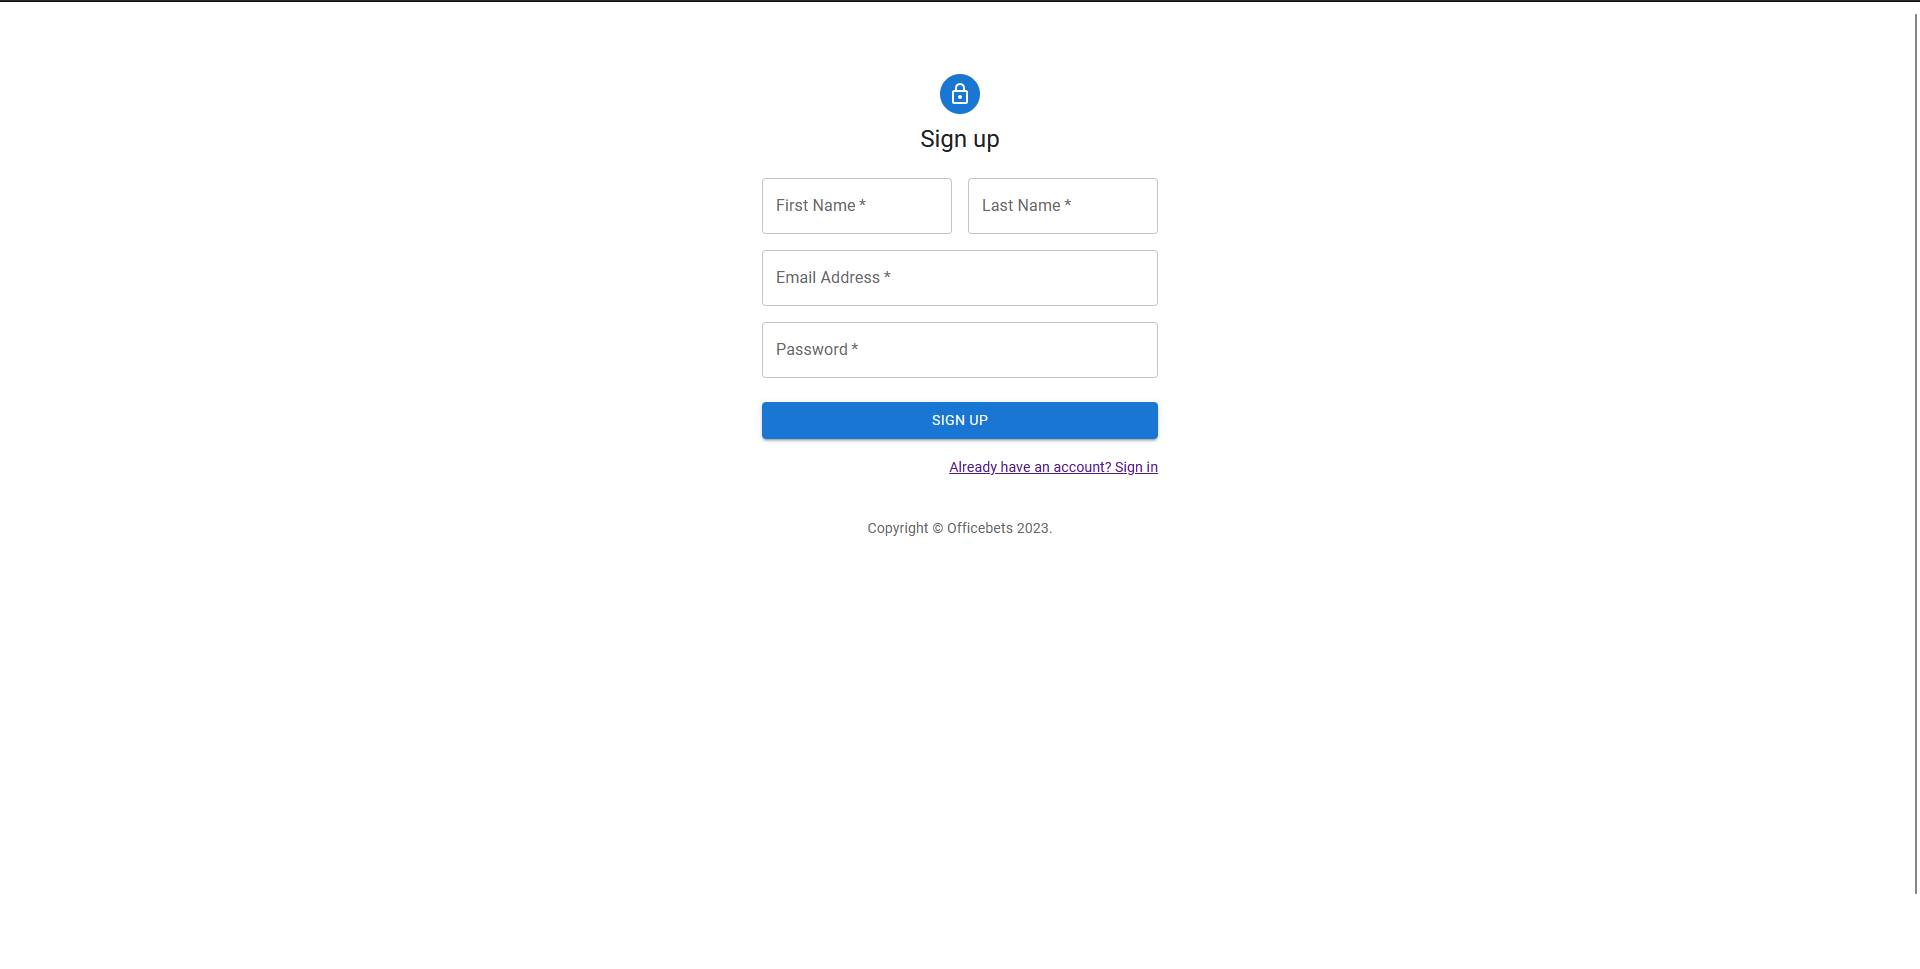 Sign up
First Name *
Last Name *
Email Address *
Password *
SIGN UP
Already have an account? Sign in
Copyright © Officebets 2023.